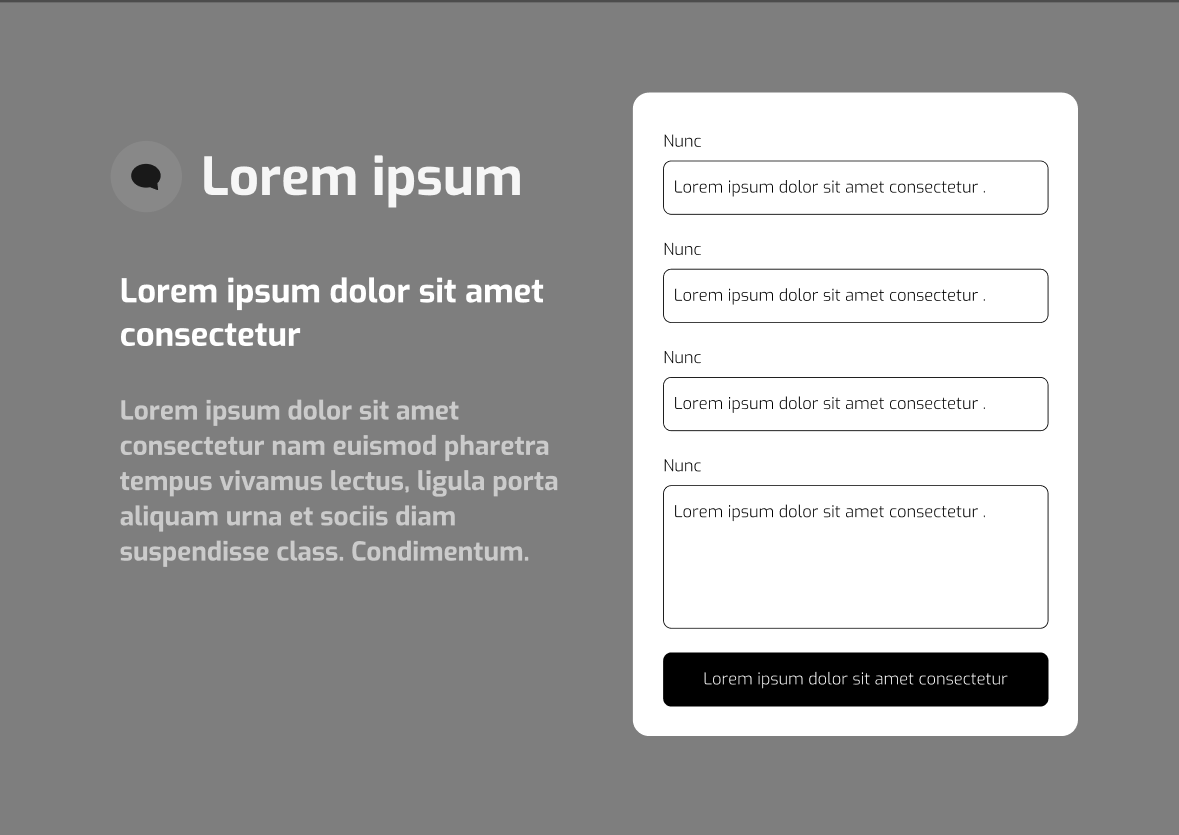 Lorem ipsum
Lorem ipsum dolor sit amet
consectetur
Lorem ipsum dolor sit amet
consectetur nam euismod pharetra
tempus vivamus lectus, ligula porta
aliquam urna et sociis diam
suspendisse class. Condimentum.
Nunc
Lorem ipsum dolor sit amet consectetur .
Nunc
Lorem ipsum dolor sit amet consectetur .
Nunc
Lorem ipsum dolor sit amet consectetur .
Nunc
Lorem ipsum dolor sit amet consectetur .
Lorem ipsum dolor sit amet consectetur